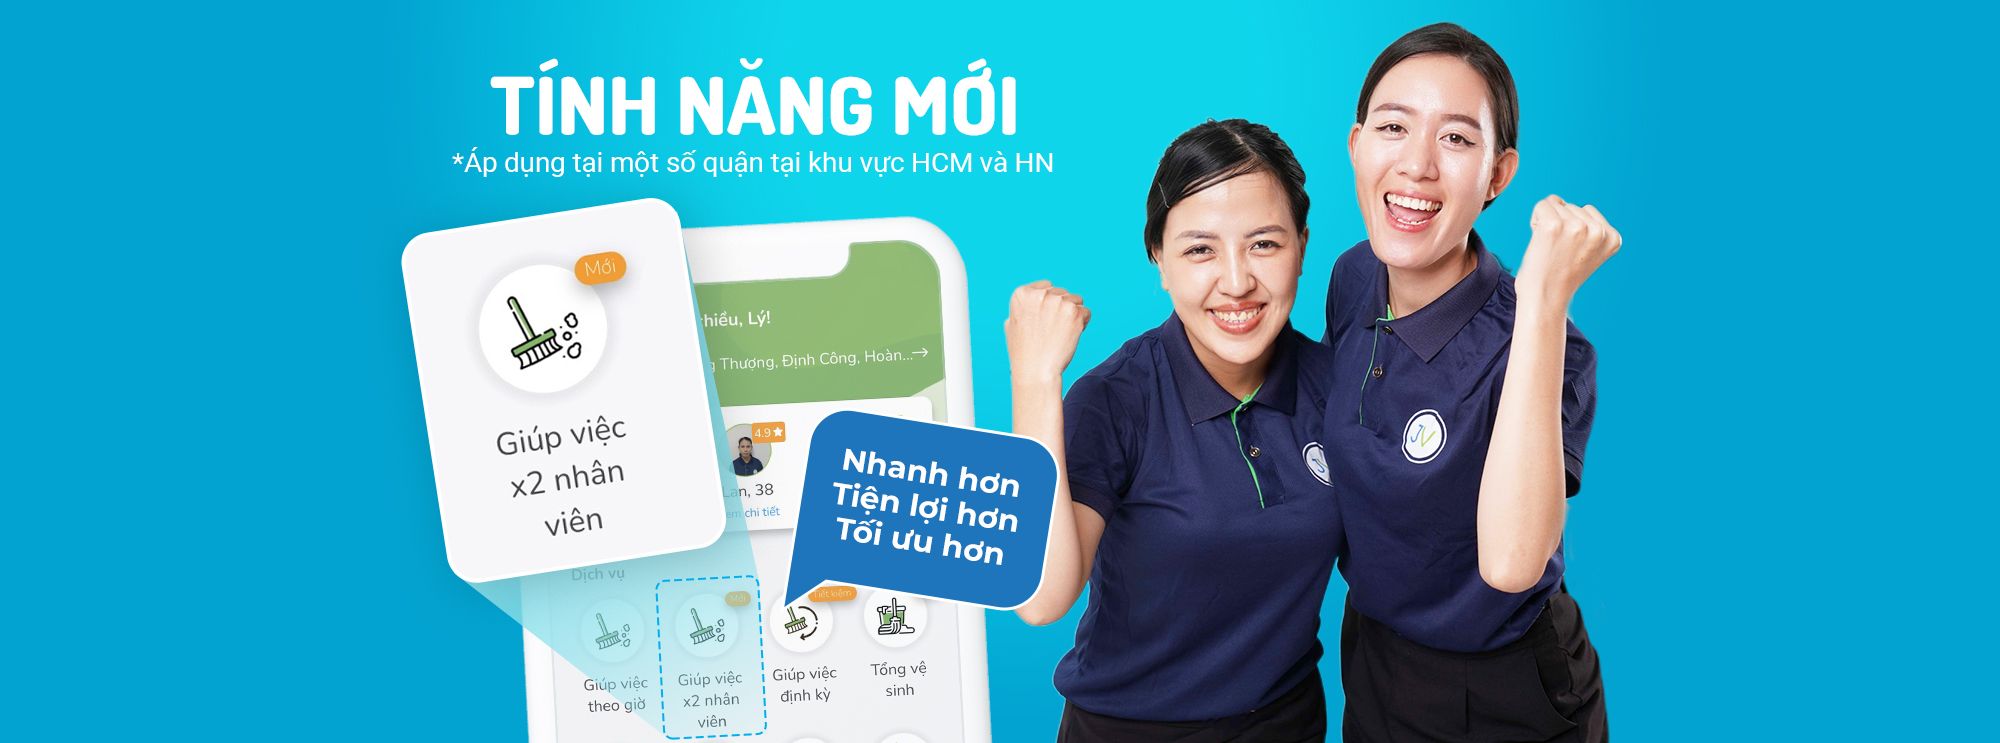 TÍNH NĂNG MỚI
*Áp dụng tại một số quận tại khu vực HCM và HN
Mới
Giúp việc
x2 nhân
viên
Lý!
Thượng, Định Công, Hoàn...
4.9
Lan, 38
chi tiết
Nhanh hơn
Tiện lợi hơn
Tối ưu hơn
Dịch vụ
Giúp việc
theo giờ
Mới
Giúp việc
x2 nhân
viên
Tiết kiệm
Giúp việc
định kỳ
Tổng vệ
sinh
JV
JV